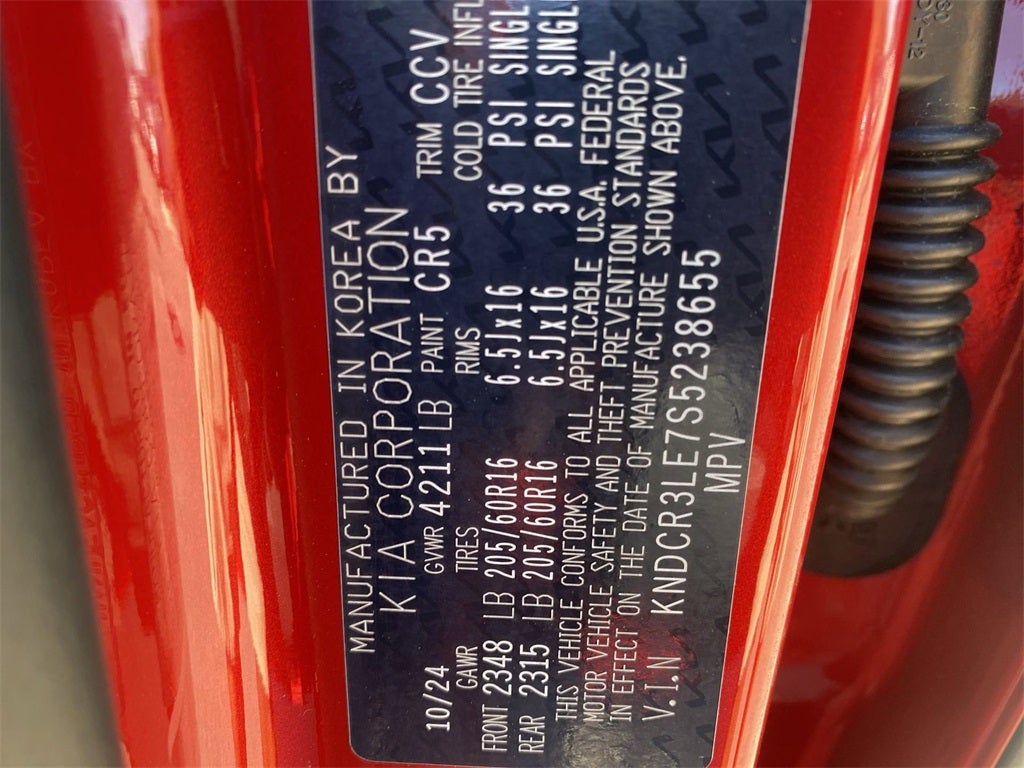 MANUFACTURED IN KOREA BY
KIA CORPORATION
10/24 GVWR 4211LB PAINT CR5 TRIM CCV
GAWR TIRES RIMS COLD TIRE INFL
FRONT 2348 LB 205/60R16 6.5Jx16 36 PSI SINGL
REAR 2315 LB 205/60R16 6.5Jx16 36 PSI SINGL
THIS VEHICLE CONFORMS TO ALL APPLICABLE U.S.A. FEDERAL
MOTOR VEHICLE SAFETY AND THEFT PREVENTION STANDARDS
IN EFFECT ON THE DATE OF MANUFACTURE SHOWN ABOVE.
V.I.N KNDCR3LE7S5238655
MPV